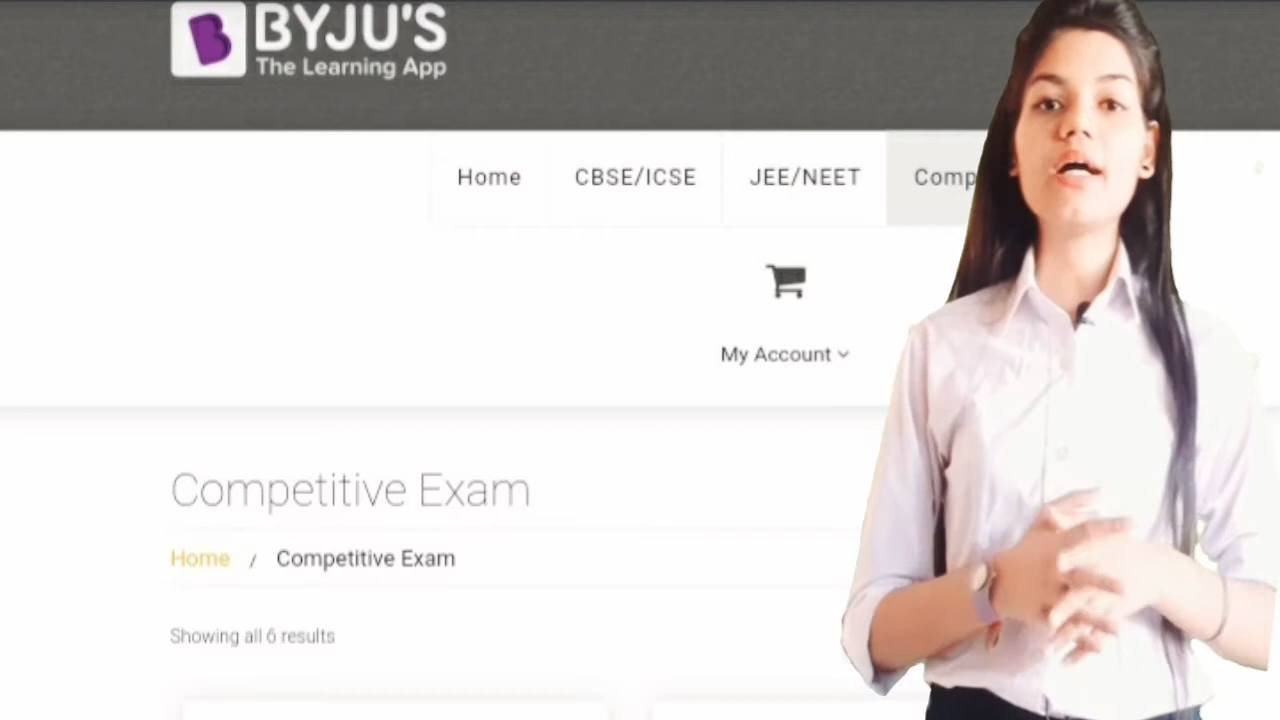 BYJU'S
The Learning App
Home CBSE/ICSE JEE/NEET Comp
My Account
Competitive Exam
Home / Competitive Exam
Showing all 6 results